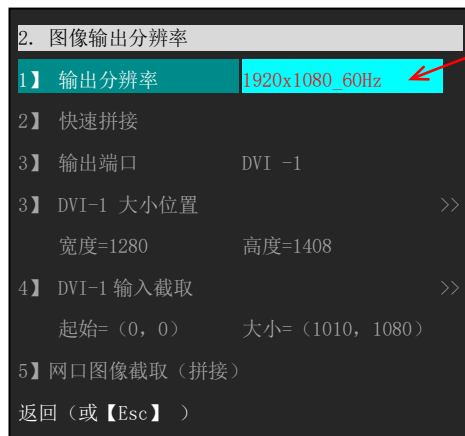 2. 图像输出分辨率
1】 输出分辨率 1920x1080_60Hz
2】 快速拼接
3】 输出端口 DVI -1
3】 DVI-1 大小位置 >>
宽度=1280 高度=1408
4】 DVI-1 输入截取 >>
起始=（0，0） 大小=（1010，1080）
5】网口图像截取（拼接）
返回（或【Esc】 ）